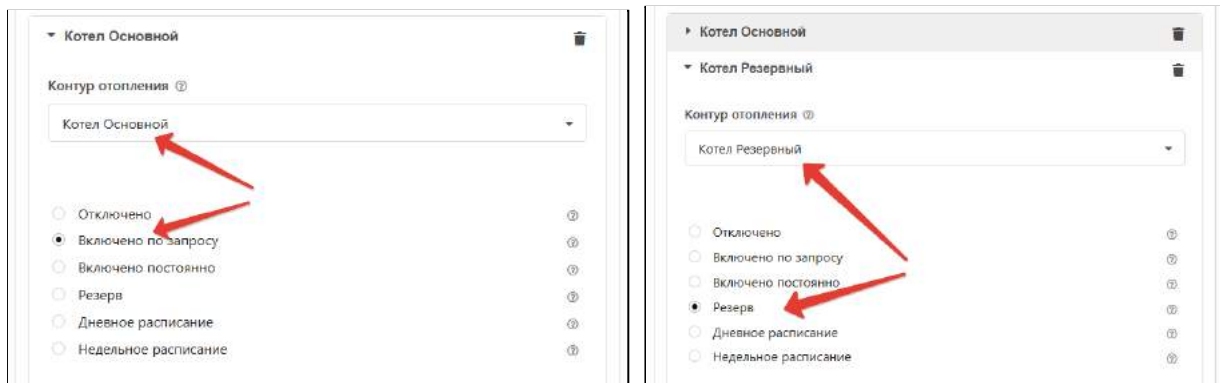 Котел Основной
Контур отопления
Котел Основной
Отключено
Включено по запросу
Включено постоянно
Резерв
Дневное расписание
Недельное расписание
Котел Основной
Котел Резервный
Контур отопления
Котел Резервный
Отключено
Включено по запросу
Включено постоянно
Резерв
Дневное расписание
Недельное расписание